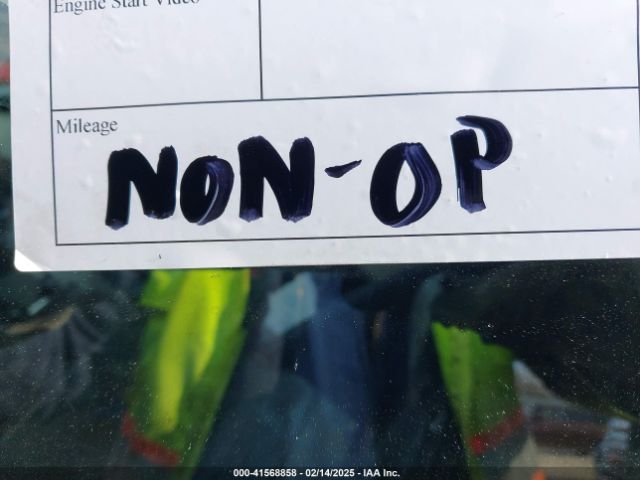 Engine Start Video
Mileage
NON-OP
000-41568858 - 02/14/2025 - IAA Inc.